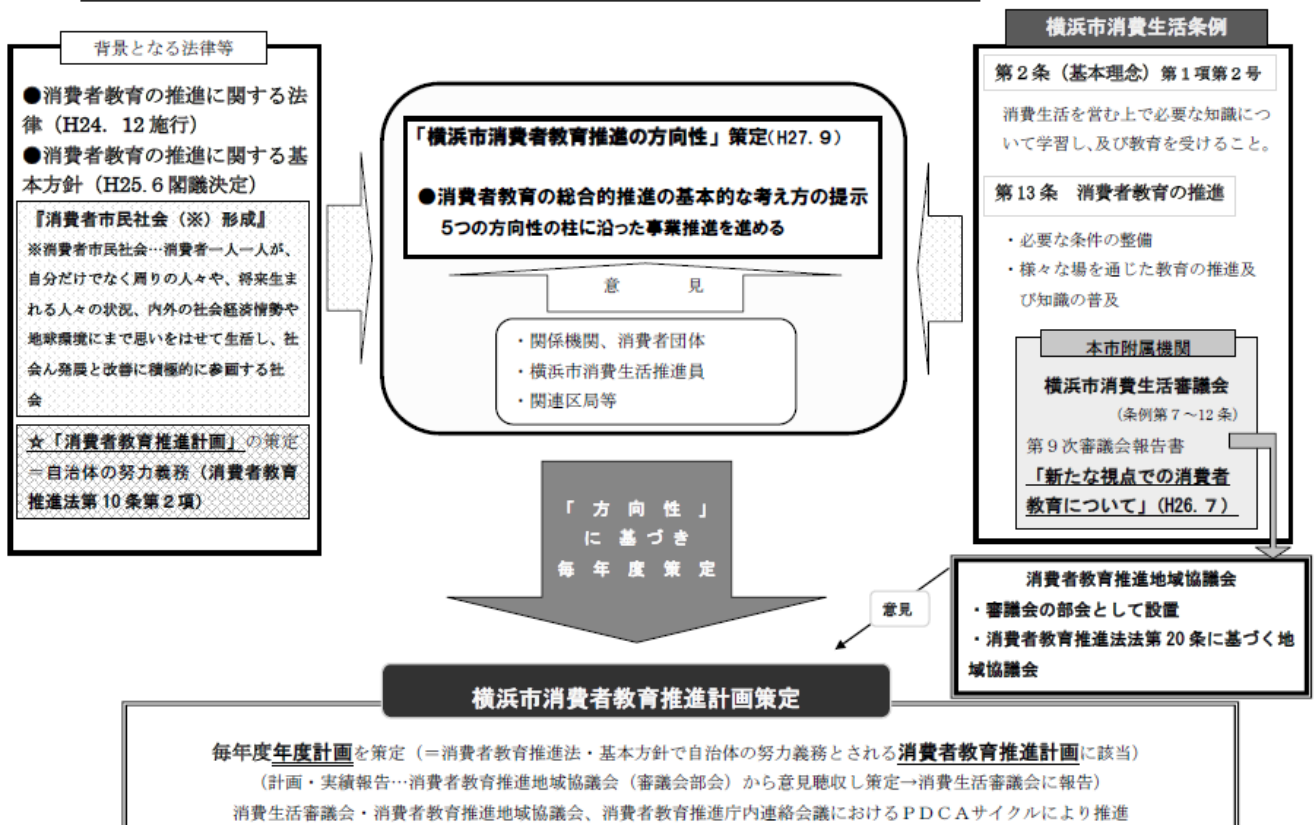 背景となる法律等
●消費者教育の推進に関する法
律（H24．12 施行）
●消費者教育の推進に関する基
本方針（H25.6 閣議決定）
『消費者市民社会（※）形成』
※消費者市民社会…消費者一人一人が、
自分だけでなく周りの人々や、将来生ま
れる人々の状況、内外の社会経済情勢や
地球環境にまで思いをはせて生活し、社
会ん発展と改善に積極的に参画する社
会
☆「消費者教育推進計画」の策定
＝自治体の努力義務（消費者教育
推進法第10条第２項）
「横浜市消費者教育推進の方向性」策定(H27.９)
●消費者教育の総合的推進の基本的な考え方の提示
５つの方向性の柱に沿った事業推進を進める
意　見
・関係機関、消費者団体
・横浜市消費生活推進員
・関連区局等
横浜市消費生活条例
第２条（基本理念）第１項第２号
消費生活を営む上で必要な知識につ
いて学習し、及び教育を受けること。
第13条　消費者教育の推進
・必要な条件の整備
・様々な場を通じた教育の推進及
び知識の普及
本市附属機関
横浜市消費生活審議会
（条例第７～12条）
第９次審議会報告書
「新たな視点での消費者
教育について」(H26.７)
「方向性」
に基づき
毎年度策定
意見
消費者教育推進地域協議会
・審議会の部会として設置
・消費者教育推進法法第20条に基づく地
域協議会
横浜市消費者教育推進計画策定
毎年度年度計画を策定（＝消費者教育推進法・基本方針で自治体の努力義務とされる消費者教育推進計画に該当）
（計画・実績報告…消費者教育推進地域協議会（審議会部会）から意見聴取し策定→消費生活審議会に報告）
消費生活審議会・消費者教育推進地域協議会、消費者教育推進庁内連絡会議におけるＰＤＣＡサイクルにより推進